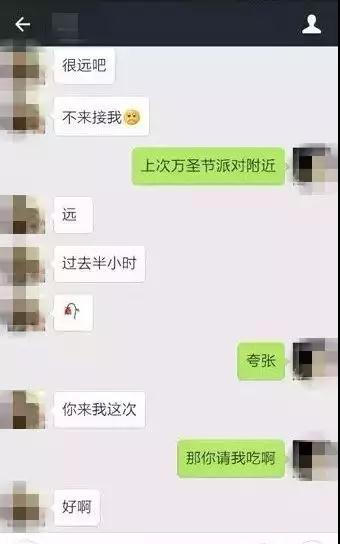 很远吧
不来接我
上次万圣节派对附近
远
过去半小时
夸张
你来我这次
那你请我吃啊
好啊